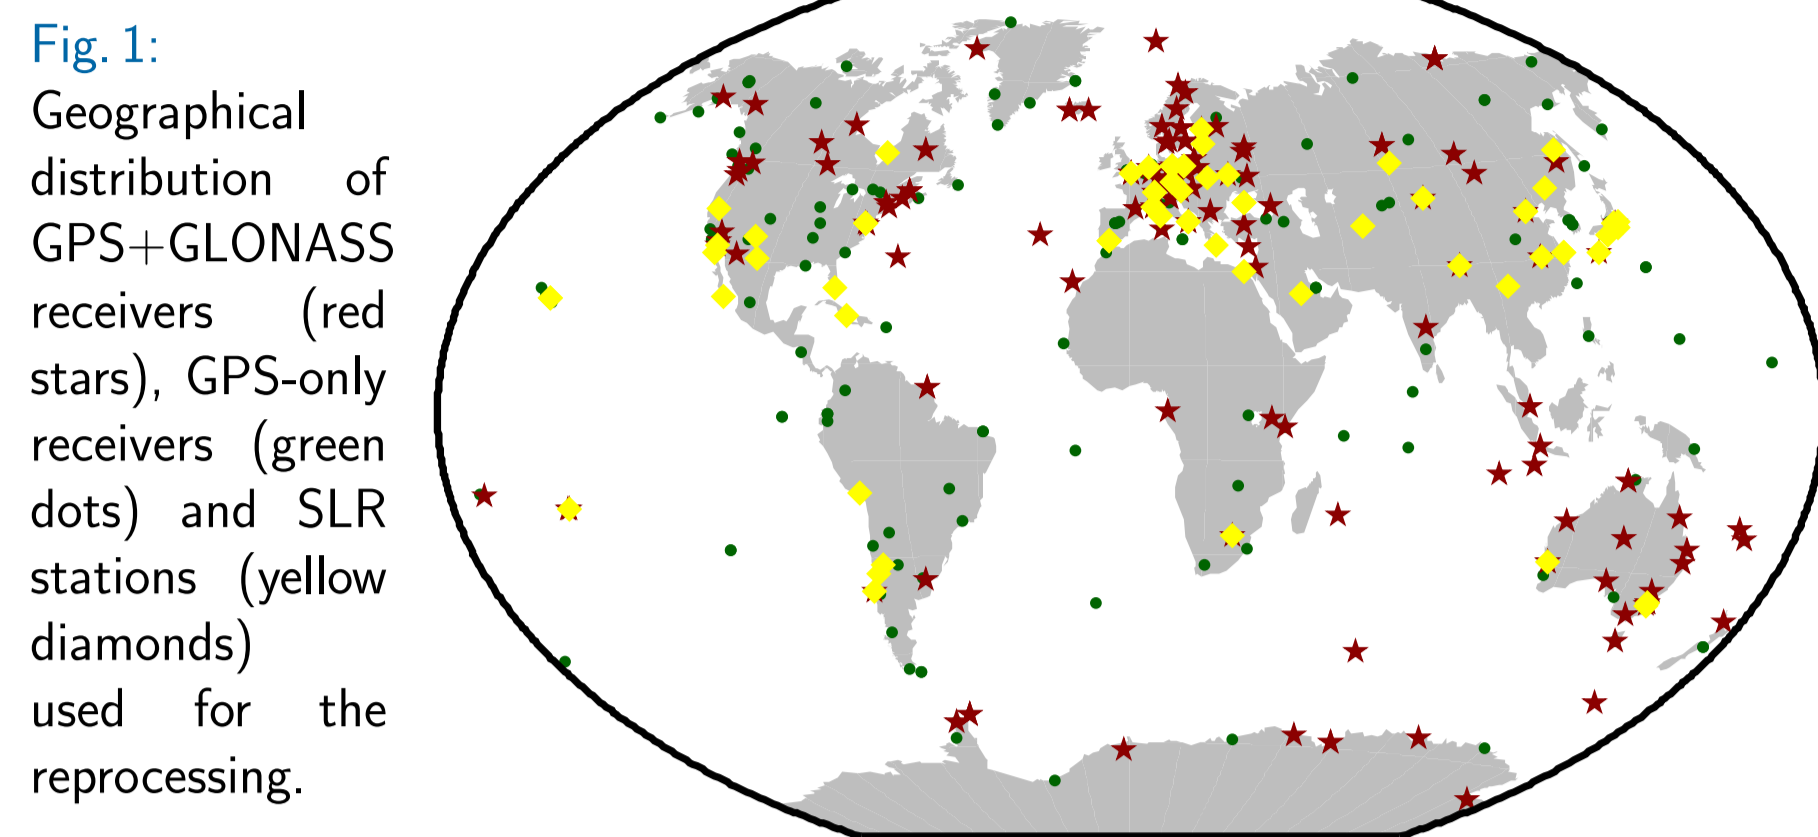 Fig. 1:
Geographical
distribution of
GPS+GLONASS
receivers (red
stars), GPS-only
receivers (green
dots) and SLR
stations (yellow
diamonds)
used for the
reprocessing.